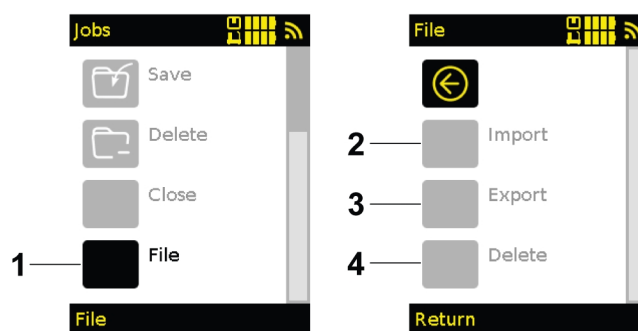 Jobs
Save
Delete
Close
1
File
File
File
2
Import
3
Export
4
Delete
Return